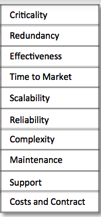 Criticality
Redundancy
Effectiveness
Time to Market
Scalability
Reliability
Complexity
Maintenance
Support
Costs and Contract